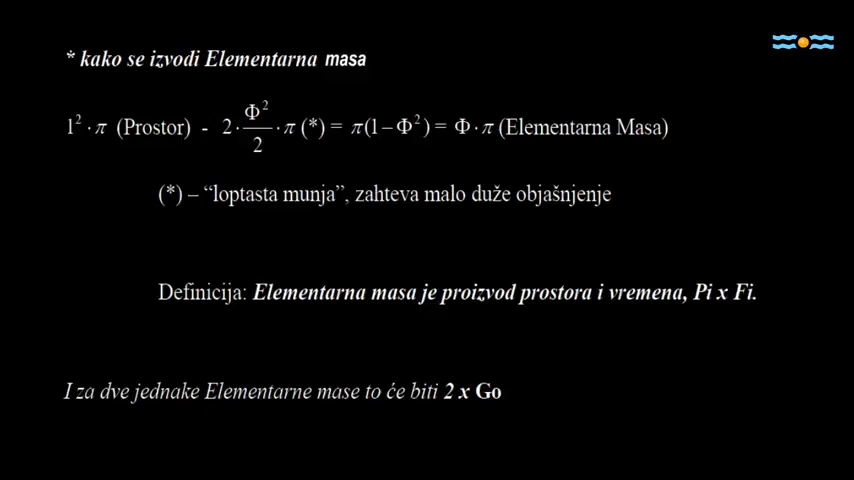 * kako se izvodi Elementarna masa
1² · π (Prostor) - 2 · Φ²/2 · π (*) = π(1 – Φ²) = Φ · π (Elementarna Masa)
(*) – “loptasta munja”, zahteva malo duže objašnjenje
Definicija: Elementarna masa je proizvod prostora i vremena, Pi x Fi.
I za dve jednake Elementarne mase to će biti 2 x Go